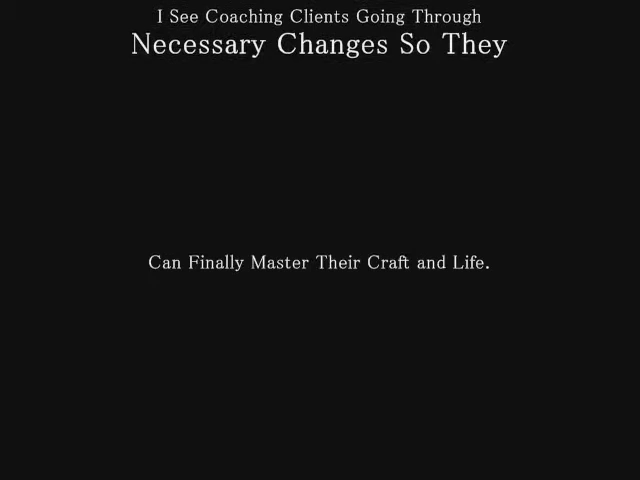 I See Coaching Clients Going Through
Necessary Changes So They
Can Finally Master Their Craft and Life.